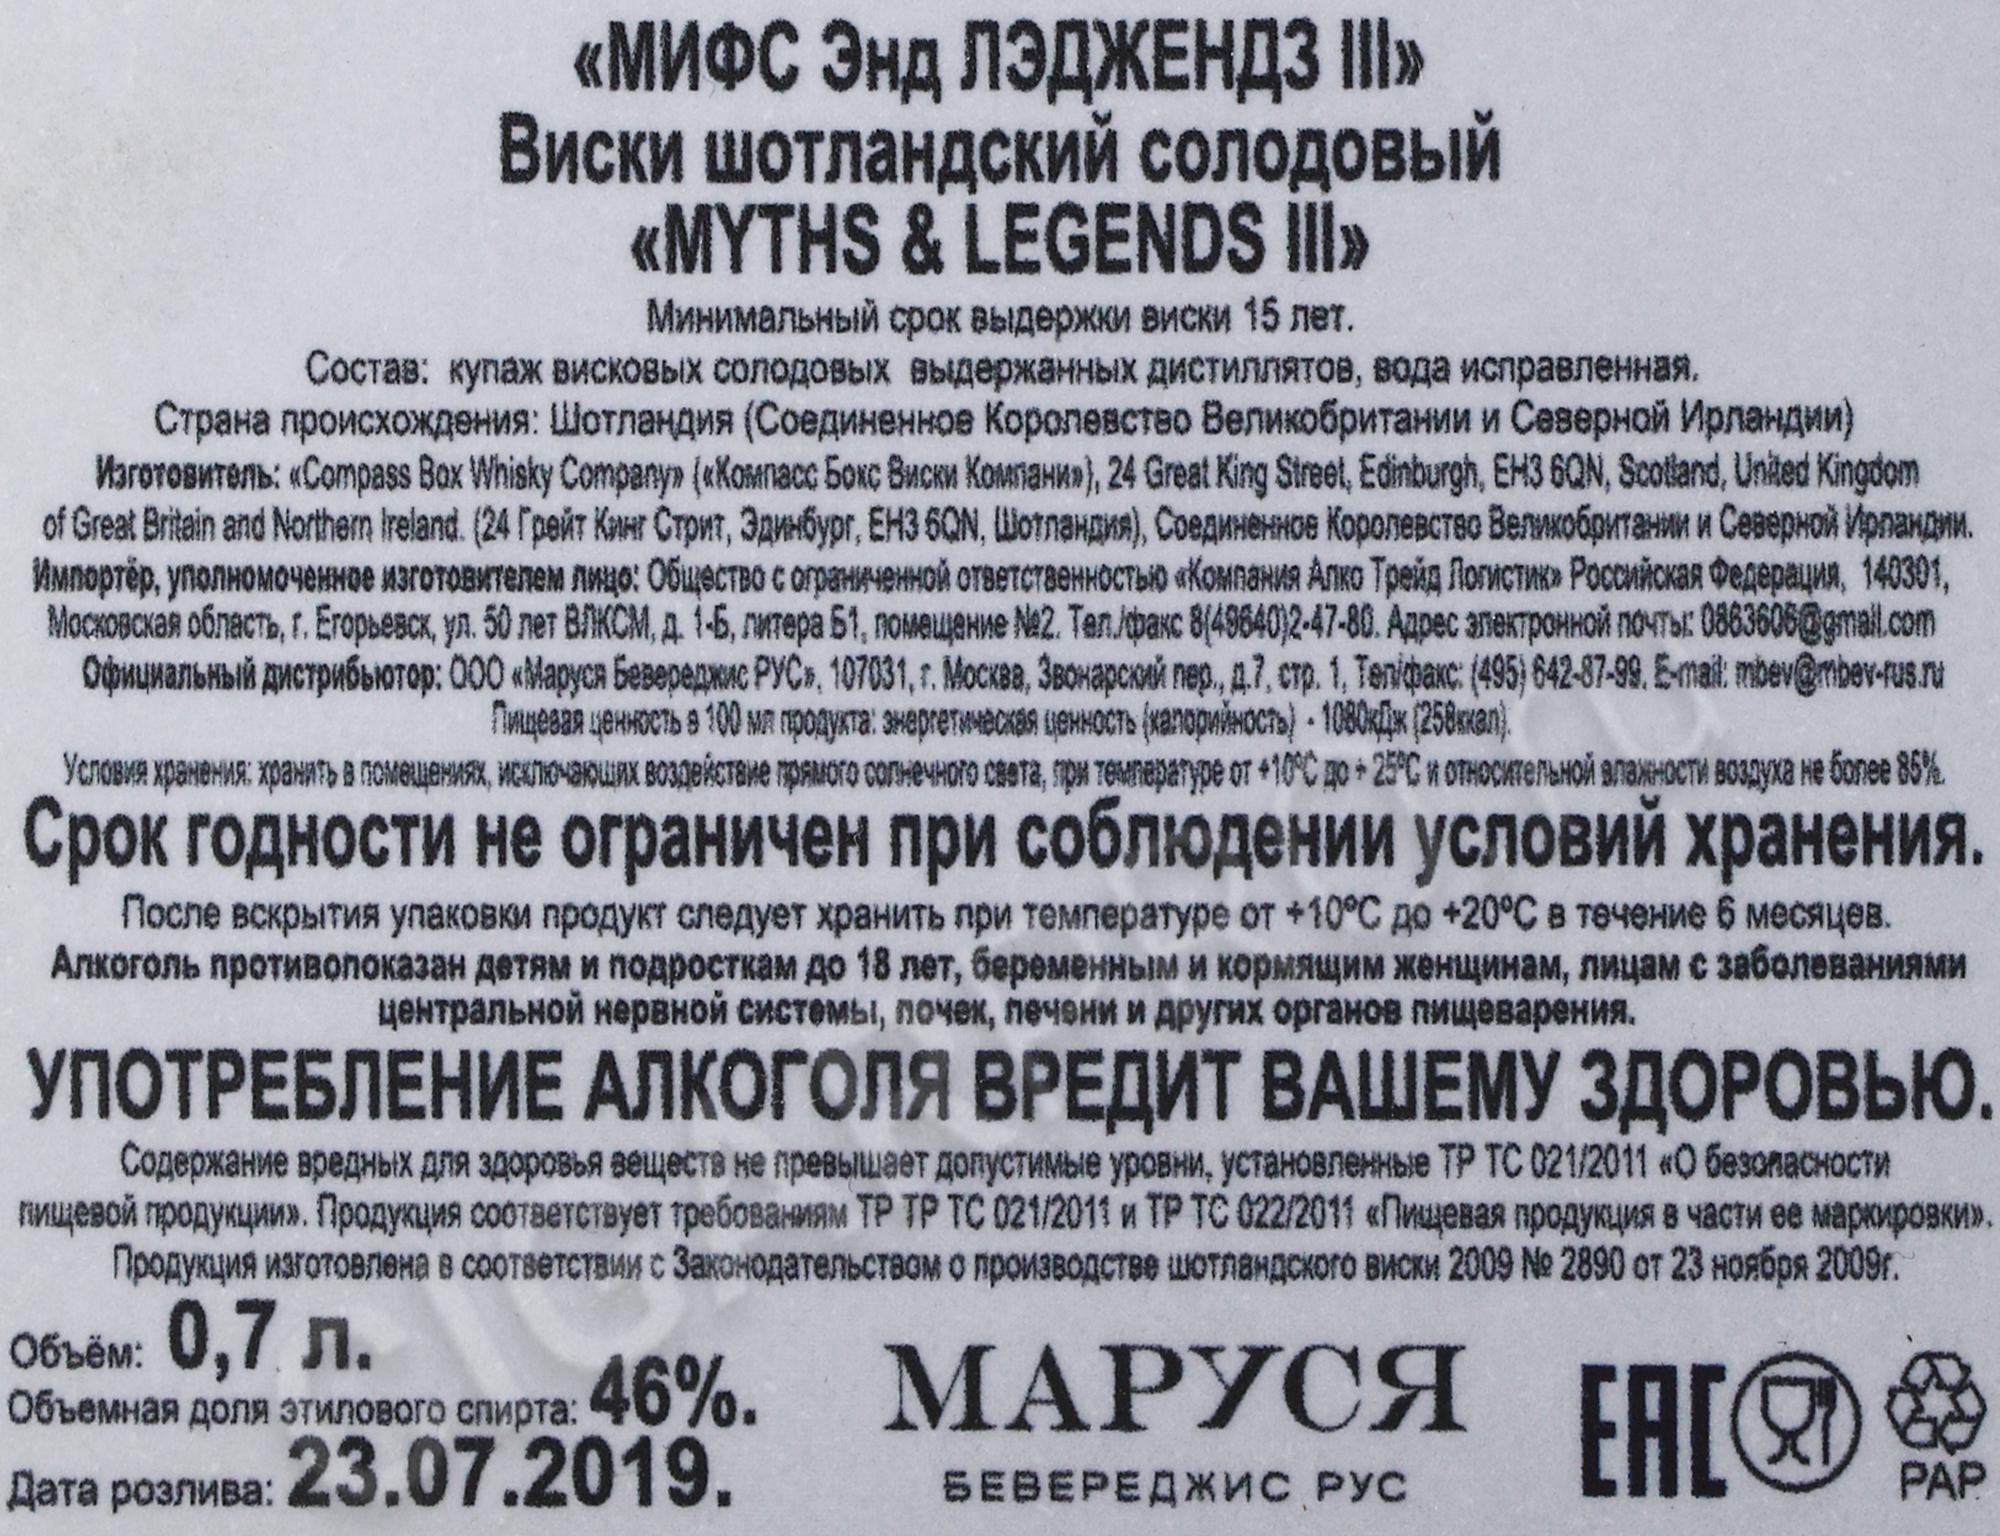 «МИФС Энд ЛЭДЖЕНДЗ III»
Виски шотландский солодовый
«MYTHS & LEGENDS III»
Минимальный срок выдержки виски 15 лет.
Состав: купаж висковых солодовых выдержанных дистиллятов, вода исправленная.
Страна происхождения: Шотландия (Соединенное Королевство Великобритании и Северной Ирландии)
Изготовитель: «Compass Box Whisky Company» («Компасс Бокс Виски Компани»), 24 Great King Street, Edinburgh, EH3 6QN, Scotland, United Kingdom
of Great Britain and Northern Ireland. (24 Грейт Кинг Стрит, Эдинбург, EH3 6QN, Шотландия), Соединенное Королевство Великобритании и Северной Ирландии.
Импортёр, уполномоченное изготовителем лицо: Общество с ограниченной ответственностью «Компания Алко Трейд Логистик» Российская Федерация, 140301,
Московская область, г. Егорьевск, ул. 50 лет ВЛКСМ, д. 1-Б, литера Б1, помещение №2. Тел./факс 8(49640)2-47-80. Адрес электронной почты: 0863606@gmail.com
Официальный дистрибьютор: ООО «Маруся Бевереджис РУС», 107031, г. Москва, Звонарский пер., д.7, стр. 1, Тел/факс: (495) 642-87-99. E-mail: mbev@mbev-rus.ru
Пищевая ценность в 100 мл продукта: энергетическая ценность (калорийность) - 1080кДж (258ккал).
Условия хранения: хранить в помещениях, исключающих воздействие прямого солнечного света, при температуре от +10ºС до + 25ºС и относительной влажности воздуха не более 85%.
Срок годности не ограничен при соблюдении условий хранения.
После вскрытия упаковки продукт следует хранить при температуре от +10ºС до +20ºС в течение 6 месяцев.
Алкоголь противопоказан детям и подросткам до 18 лет, беременным и кормящим женщинам, лицам с заболеваниями
центральной нервной системы, почек, печени и других органов пищеварения.
УПОТРЕБЛЕНИЕ АЛКОГОЛЯ ВРЕДИТ ВАШЕМУ ЗДОРОВЬЮ.
Содержание вредных для здоровья веществ не превышает допустимые уровни, установленные ТР ТС 021/2011 «О безопасности
пищевой продукции». Продукция соответствует требованиям ТР ТР ТС 021/2011 и ТР ТС 022/2011 «Пищевая продукция в части ее маркировки».
Продукция изготовлена в соответствии с Законодательством о производстве шотландского виски 2009 № 2890 от 23 ноября 2009г.
Объём: 0,7 л.
Объемная доля этилового спирта: 46%.
Дата розлива: 23.07.2019.
МАРУСЯ
БЕВЕРЕДЖИС РУС
EAC
PAP